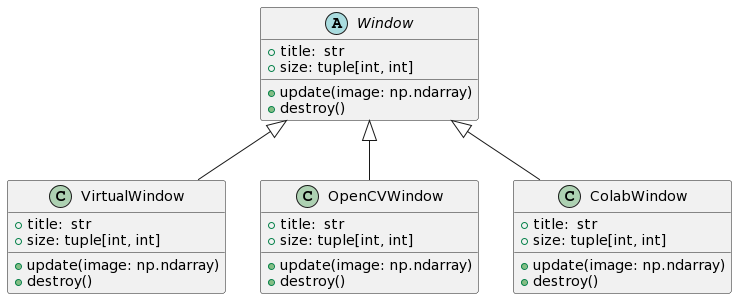 A Window
title:  str
size: tuple[int, int]
update(image: np.ndarray)
destroy()
C VirtualWindow
title:  str
size: tuple[int, int]
update(image: np.ndarray)
destroy()
C OpenCVWindow
title:  str
size: tuple[int, int]
update(image: np.ndarray)
destroy()
C ColabWindow
title:  str
size: tuple[int, int]
update(image: np.ndarray)
destroy()